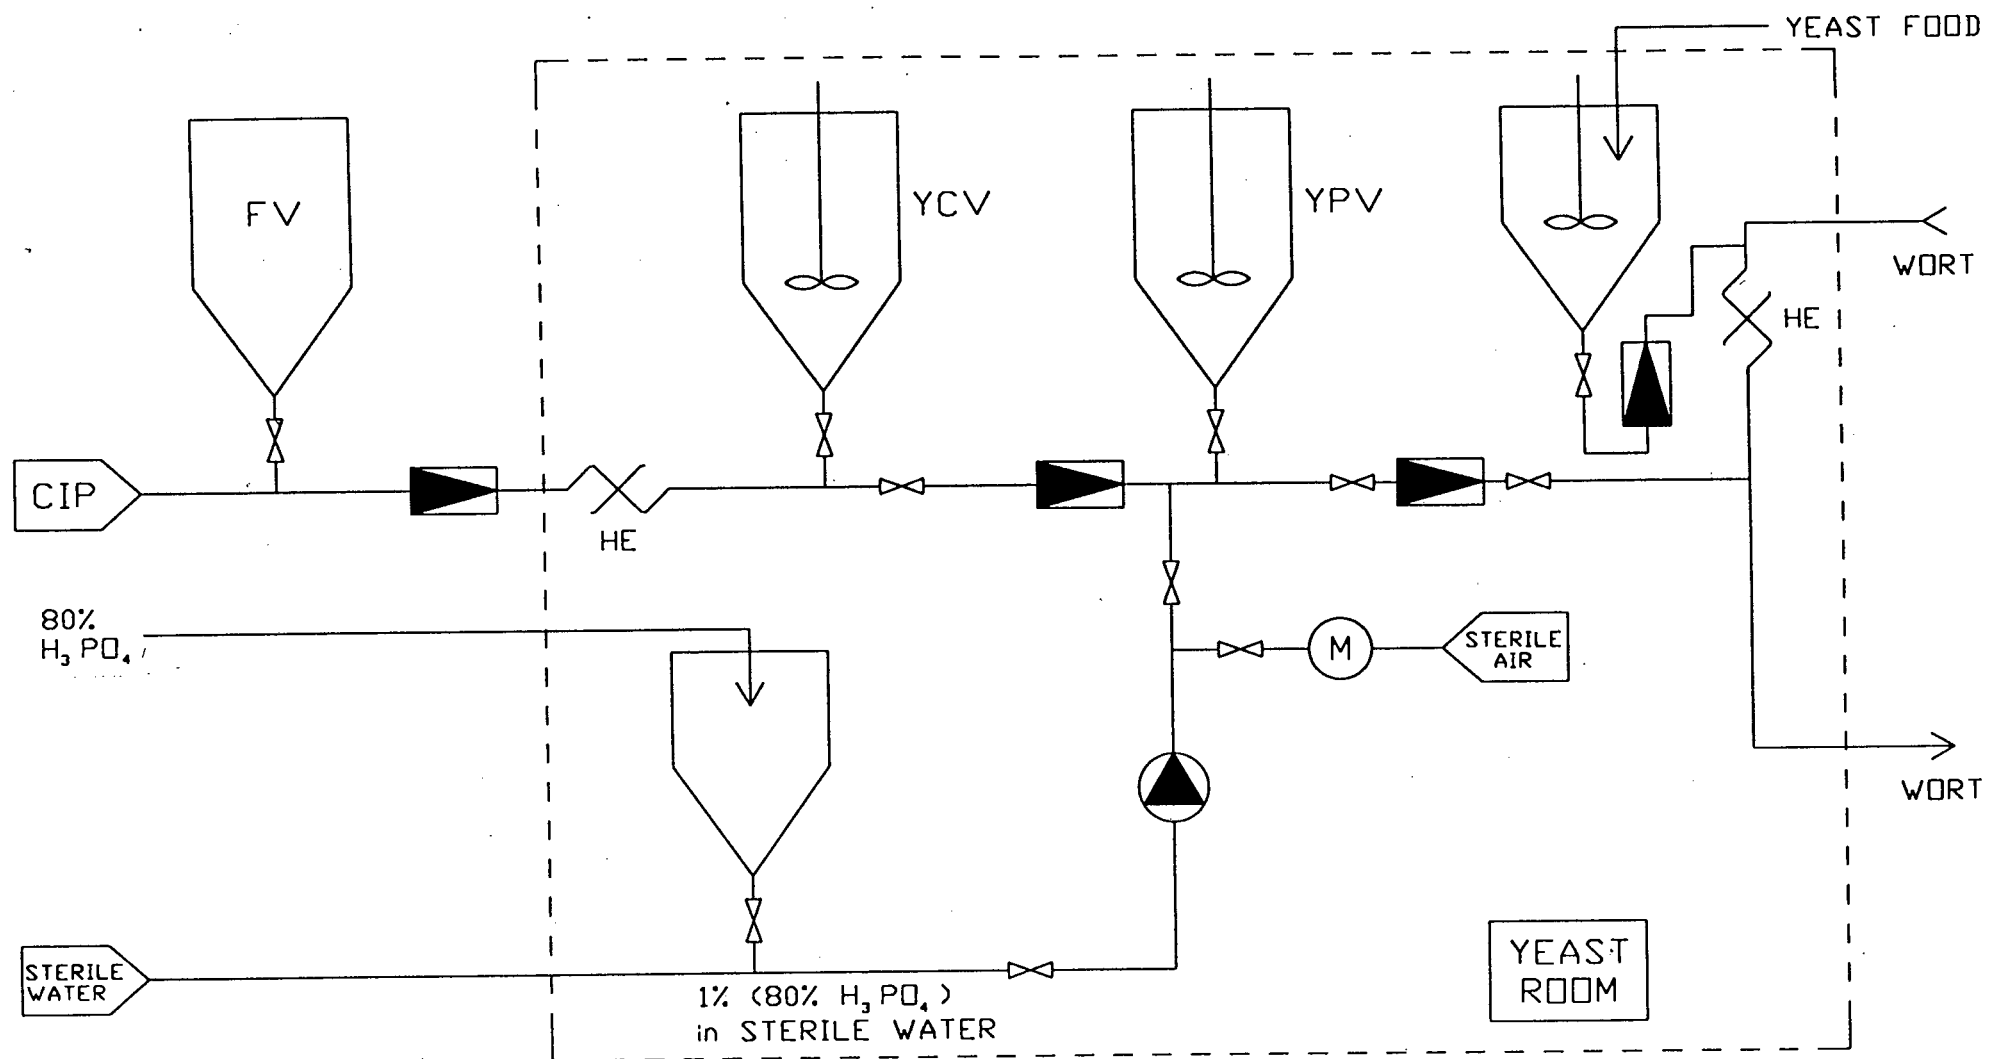 YEAST FOOD
FV
YCV
YPV
WORT
HE
CIP
HE
80%
H₃PO₄
STERILE
AIR
M
WORT
STERILE
WATER
1% (80% H₃PO₄)
in STERILE WATER
YEAST
ROOM